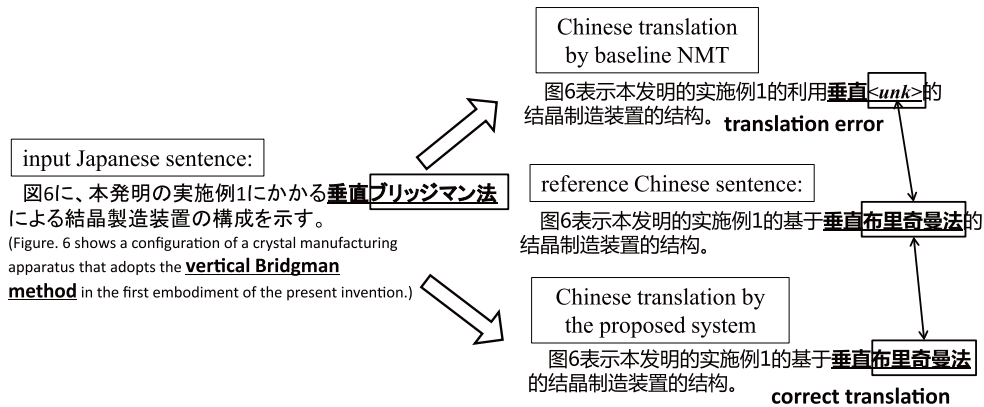 input Japanese sentence:
図6に、本発明の実施例1にかかる垂直ブリッジマン法
による結晶製造装置の構成を示す。
(Figure. 6 shows a configuration of a crystal manufacturing
apparatus that adopts the vertical Bridgman
method in the first embodiment of the present invention.)
Chinese translation
by baseline NMT
图6表示本发明的实施例1的利用垂直<unk>的
结晶制造装置的结构。
translation error
reference Chinese sentence:
图6表示本发明的实施例1的基于垂直布里奇曼法的
结晶制造装置的结构。
Chinese translation by
the proposed system
图6表示本发明的实施例1的基于垂直布里奇曼法
的结晶制造装置的结构。
correct translation